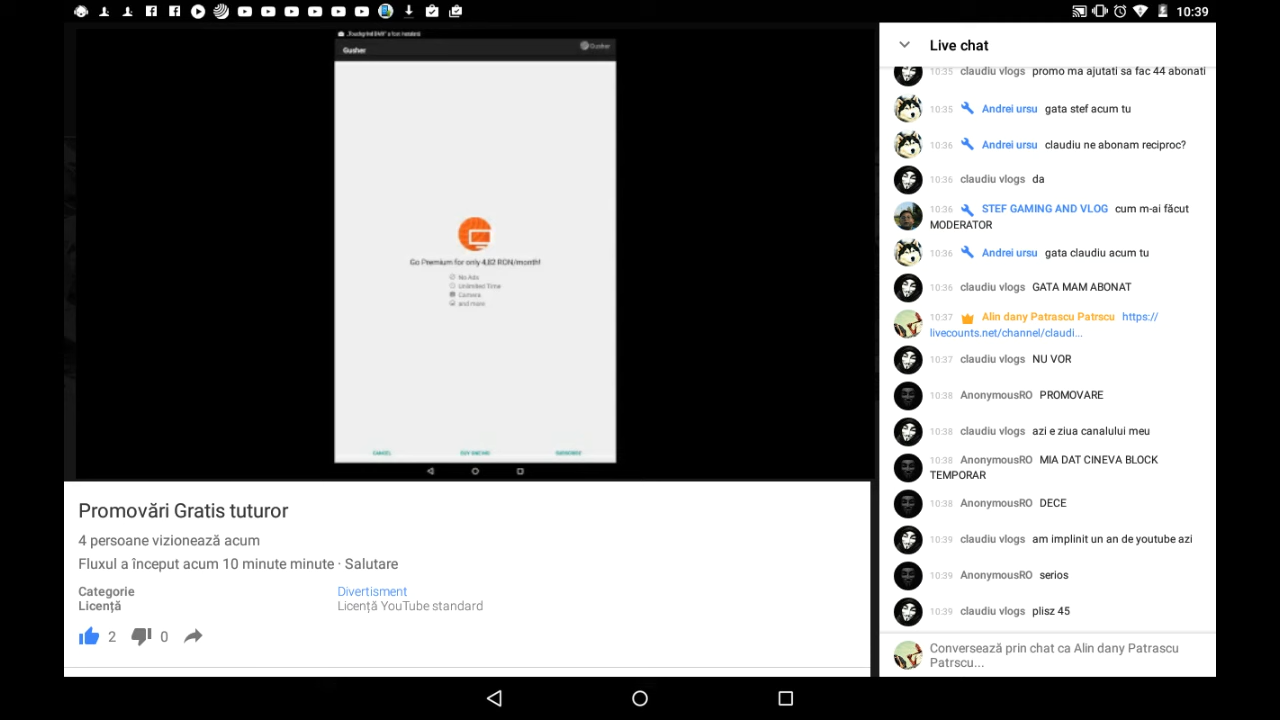 10:39
Gusher
Gusher
Go Premium for only 4,82 RON/month!
No Ads
Unlimited Time
Camera
and more
CANCEL
SUBSCRIBE
Promovări Gratis tuturor
4 persoane vizionează acum
Fluxul a început acum 10 minute minute · Salutare
Categorie Divertisment
Licență Licență YouTube standard
2 0
Live chat
10:35 claudiu vlogs promo ma ajutati sa fac 44 abonati
10:35 Andrei ursu gata stef acum tu
10:36 Andrei ursu claudiu ne abonam reciproc?
10:36 claudiu vlogs da
10:36 STEF GAMING AND VLOG cum m-ai făcut
MODERATOR
10:36 Andrei ursu gata claudiu acum tu
10:36 claudiu vlogs GATA MAM ABONAT
10:37 Alin dany Patrascu Patrscu https://
livecounts.net/channel/claudi...
10:37 claudiu vlogs NU VOR
10:38 AnonymousRO PROMOVARE
10:38 claudiu vlogs azi e ziua canalului meu
10:38 AnonymousRO MIA DAT CINEVA BLOCK
TEMPORAR
10:38 AnonymousRO DECE
10:39 claudiu vlogs am implinit un an de youtube azi
10:39 AnonymousRO serios
10:39 claudiu vlogs plisz 45
Conversează prin chat ca Alin dany Patrascu
Patrscu...